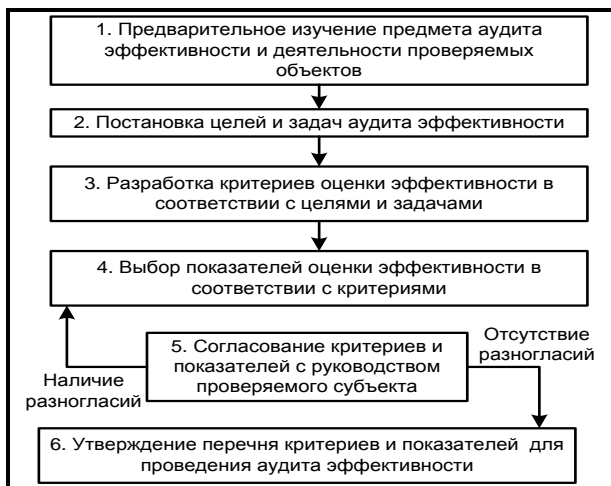 1. Предварительное изучение предмета аудита
эффективности и деятельности проверяемых
объектов
2. Постановка целей и задач аудита эффективности
3. Разработка критериев оценки эффективности в
соответствии с целями и задачами
4. Выбор показателей оценки эффективности в
соответствии с критериями
5. Согласование критериев и
показателей с руководством
проверяемого субъекта
Наличие
разногласий
Отсутствие
разногласий
6. Утверждение перечня критериев и показателей для
проведения аудита эффективности